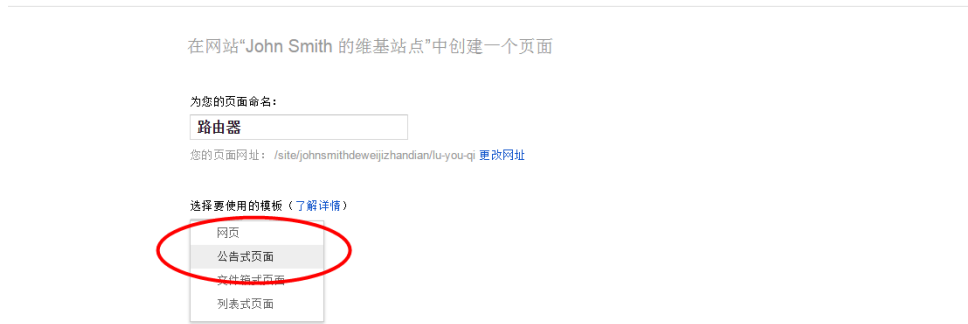 在网站“John Smith 的维基站点”中创建一个页面
为您的页面命名：
路由器
您的页面网址： /site/johnsmithdeweijizhandian/lu-you-qi 更改网址
选择要使用的模板（了解详情）
网页
公告式页面
文件箱式页面
列表式页面